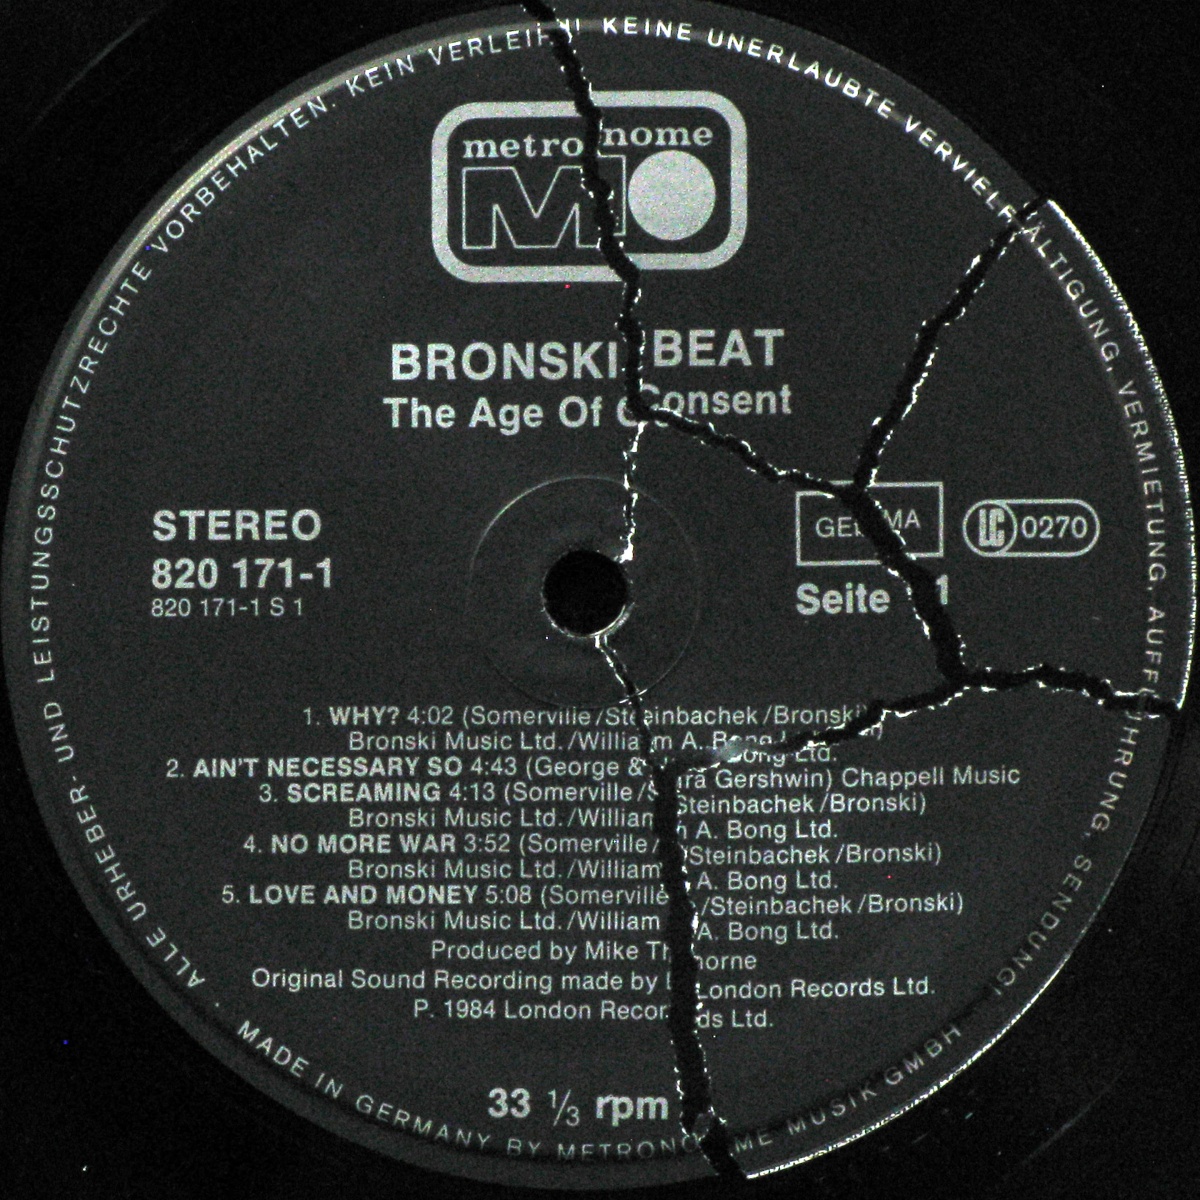 ALLE URHEBER- UND LEISTUNGSSCHUTZRECHTE VORBEHALTEN. KEIN VERLEIH! KEINE UNERLAUBTE VERVIELFÄLTIGUNG, VERMIETUNG, AUFFÜHRUNG, SENDUNG!
metronome
MO
BRONSKI BEAT
The Age Of Consent
STEREO
820 171-1
820 171-1 S 1
GEMA
LC 0270
Seite 1
1. WHY? 4:02 (Somerville/Steinbachek/Bronski)
Bronski Music Ltd./William A. Bong Ltd.
2. AIN'T NECESSARY SO 4:43 (George & Ira Gershwin) Chappell Music
3. SCREAMING 4:13 (Somerville/Steinbachek/Bronski)
Bronski Music Ltd./William A. Bong Ltd.
4. NO MORE WAR 3:52 (Somerville/Steinbachek/Bronski)
Bronski Music Ltd./William A. Bong Ltd.
5. LOVE AND MONEY 5:08 (Somerville/Steinbachek/Bronski)
Bronski Music Ltd./William A. Bong Ltd.
Produced by Mike Thorne
Original Sound Recording made by London Records Ltd.
P. 1984 London Records Ltd.
33 1/3 rpm
MADE IN GERMANY BY METRONOME MUSIK GMBH